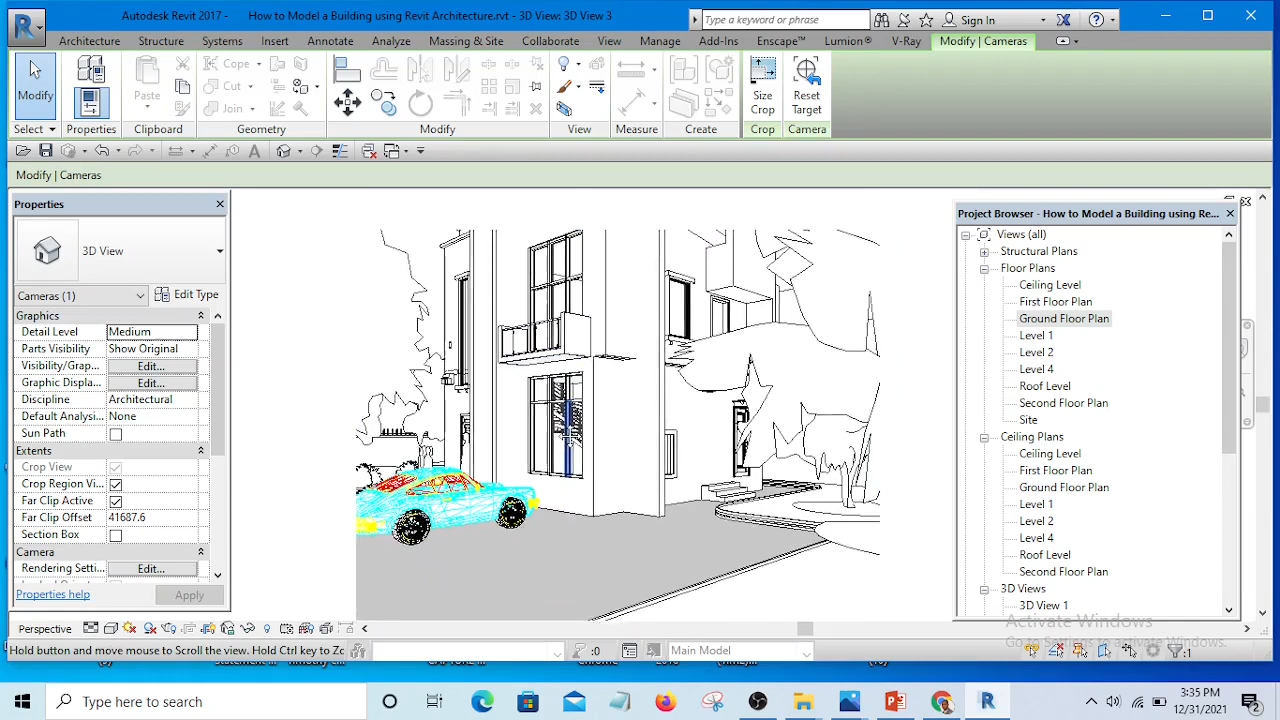 Autodesk Revit 2017 - How to Model a Building using Revit Architecture.rvt - 3D View: 3D View 3
Type a keyword or phrase
Sign In
Architecture Structure Systems Insert Annotate Analyze Massing & Site Collaborate View Manage Add-Ins Enscape™ Lumion® V-Ray Modify | Cameras
Modify Paste Cope Cut Join Size Crop Reset Target
Select Properties Clipboard Geometry Modify View Measure Create Crop Camera
Modify | Cameras
Properties
3D View
Cameras (1) Edit Type
Graphics
Detail Level Medium
Parts Visibility Show Original
Visibility/Grap... Edit...
Graphic Displa... Edit...
Discipline Architectural
Default Analysi... None
Sun Path
Extents
Crop View
Crop Region Vi...
Far Clip Active
Far Clip Offset 41687.6
Section Box
Camera
Rendering Setti... Edit...
Properties help Apply
Project Browser - How to Model a Building using Re...
Views (all)
Structural Plans
Floor Plans
Ceiling Level
First Floor Plan
Ground Floor Plan
Level 1
Level 2
Level 4
Roof Level
Second Floor Plan
Site
Ceiling Plans
Ceiling Level
First Floor Plan
Ground Floor Plan
Level 1
Level 2
Level 4
Roof Level
Second Floor Plan
3D Views
3D View 1
Activate Windows
Go to Settings to activate Windows.
Perspective
Hold button and move mouse to Scroll the view. Hold Ctrl key to Zo
:0
Main Model
:1
Type here to search
3:35 PM
12/31/2021
2